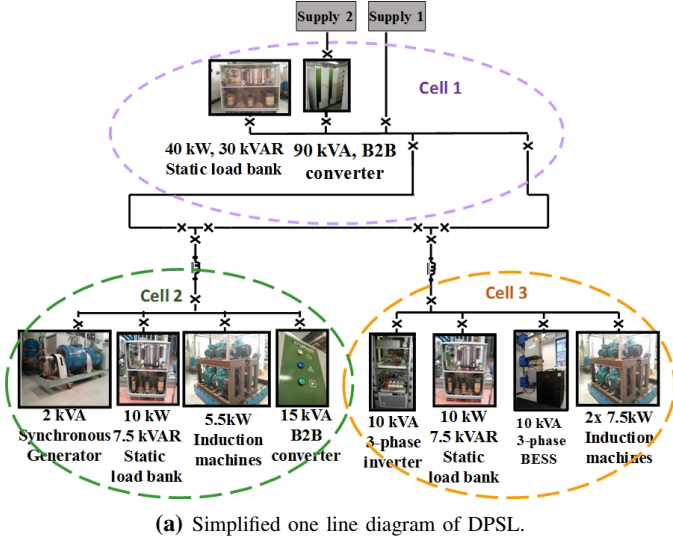 Supply 2
Supply 1
Cell 1
40 kW, 30 kVAR
Static load bank
90 kVA, B2B
converter
Cell 2
Cell 3
2 kVA
Synchronous
Generator
10 kW
7.5 kVAR
Static
load bank
5.5kW
Induction
machines
15 kVA
B2B
converter
10 kVA
3-phase
inverter
10 kW
7.5 kVAR
Static
load bank
10 kVA
3-phase
BESS
2x 7.5kW
Induction
machines
(a) Simplified one line diagram of DPSL.